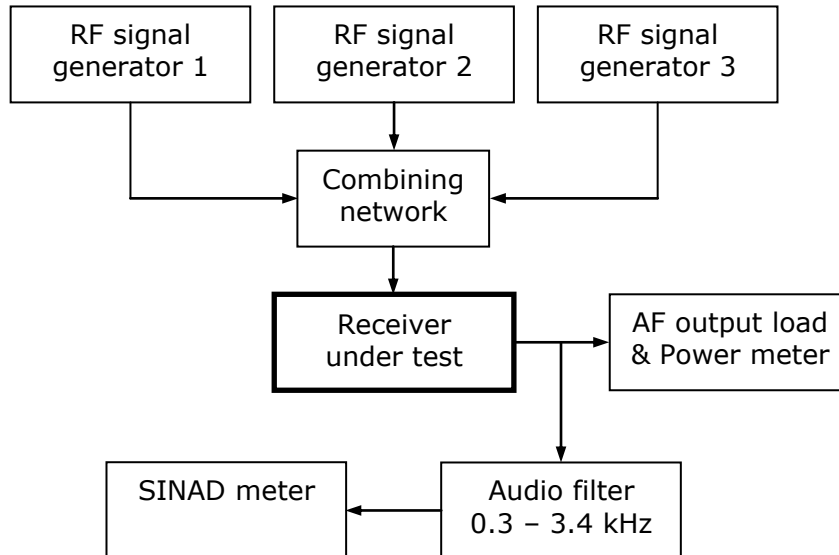 RF signal
generator 1
RF signal
generator 2
RF signal
generator 3
Combining
network
Receiver
under test
AF output load
& Power meter
SINAD meter
Audio filter
0.3 – 3.4 kHz